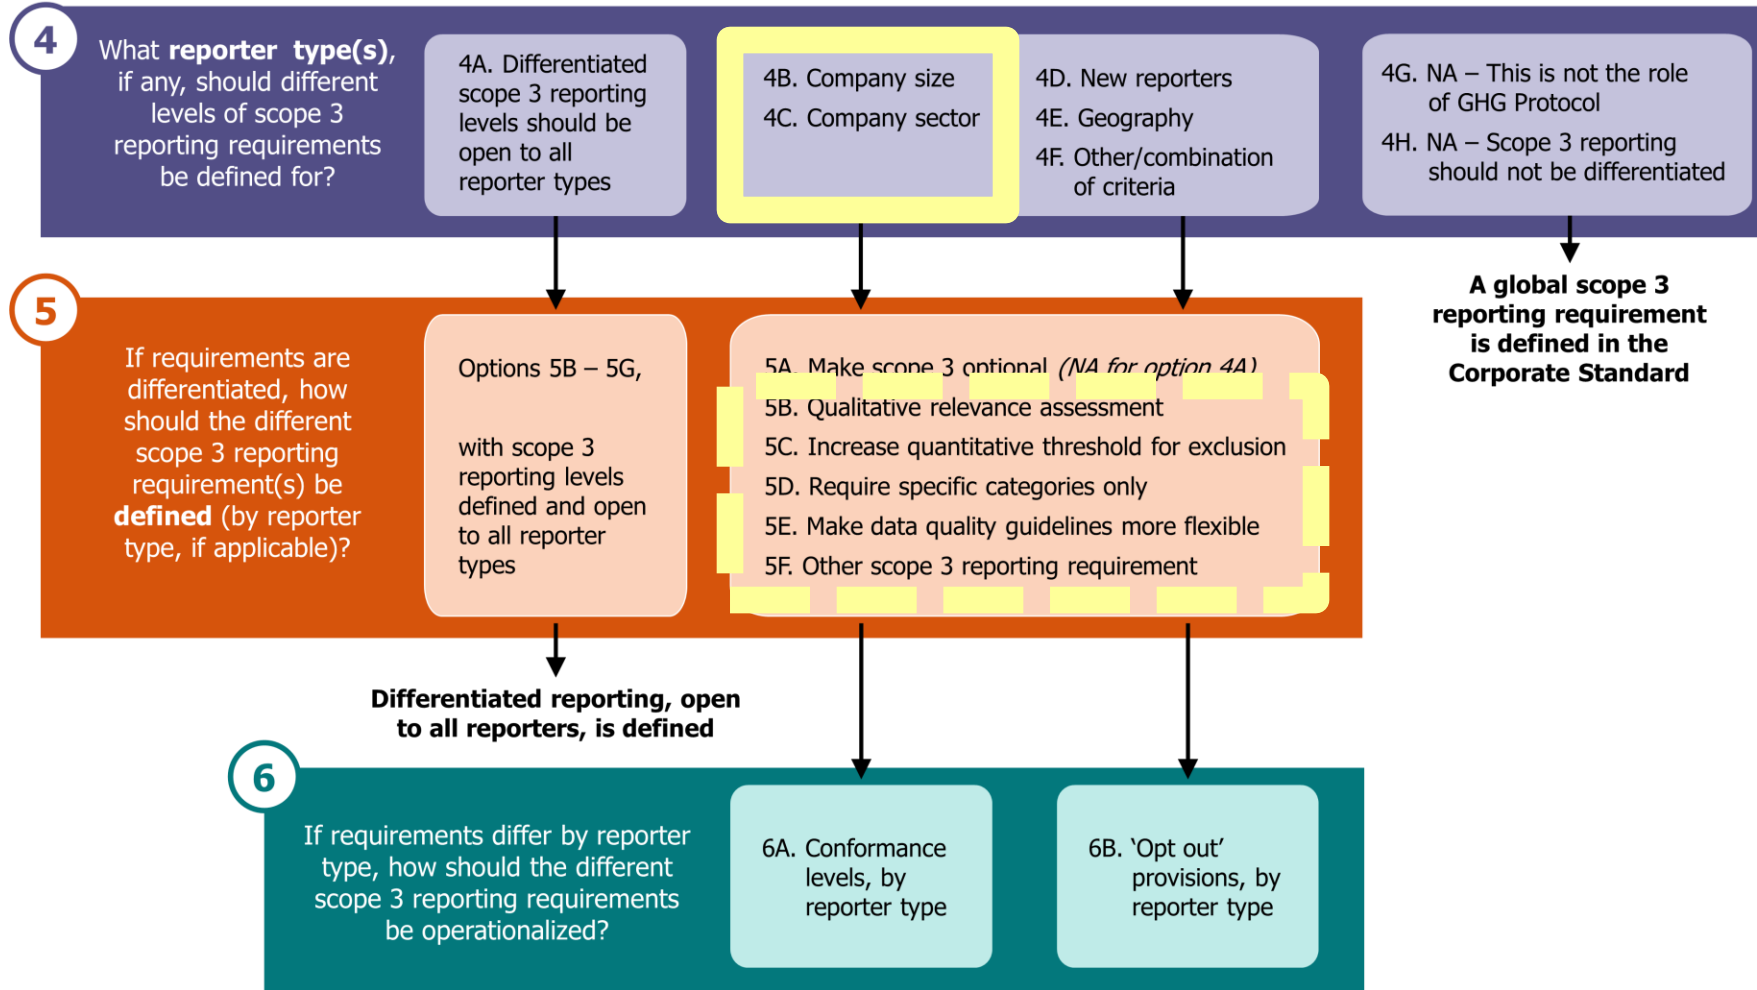 4
What reporter type(s),
if any, should different
levels of scope 3
reporting requirements
be defined for?
4A. Differentiated
scope 3 reporting
levels should be
open to all
reporter types
4B. Company size
4C. Company sector
4D. New reporters
4E. Geography
4F. Other/combination
of criteria
4G. NA – This is not the role
of GHG Protocol
4H. NA – Scope 3 reporting
should not be differentiated
A global scope 3
reporting requirement
is defined in the
Corporate Standard
5
If requirements are
differentiated, how
should the different
scope 3 reporting
requirement(s) be
defined (by reporter
type, if applicable)?
Options 5B – 5G,
with scope 3
reporting levels
defined and open
to all reporter
types
5A. Make scope 3 optional (NA for option 4A)
5B. Qualitative relevance assessment
5C. Increase quantitative threshold for exclusion
5D. Require specific categories only
5E. Make data quality guidelines more flexible
5F. Other scope 3 reporting requirement
Differentiated reporting, open
to all reporters, is defined
6
If requirements differ by reporter
type, how should the different
scope 3 reporting requirements
be operationalized?
6A. Conformance
levels, by
reporter type
6B. ‘Opt out’
provisions, by
reporter type